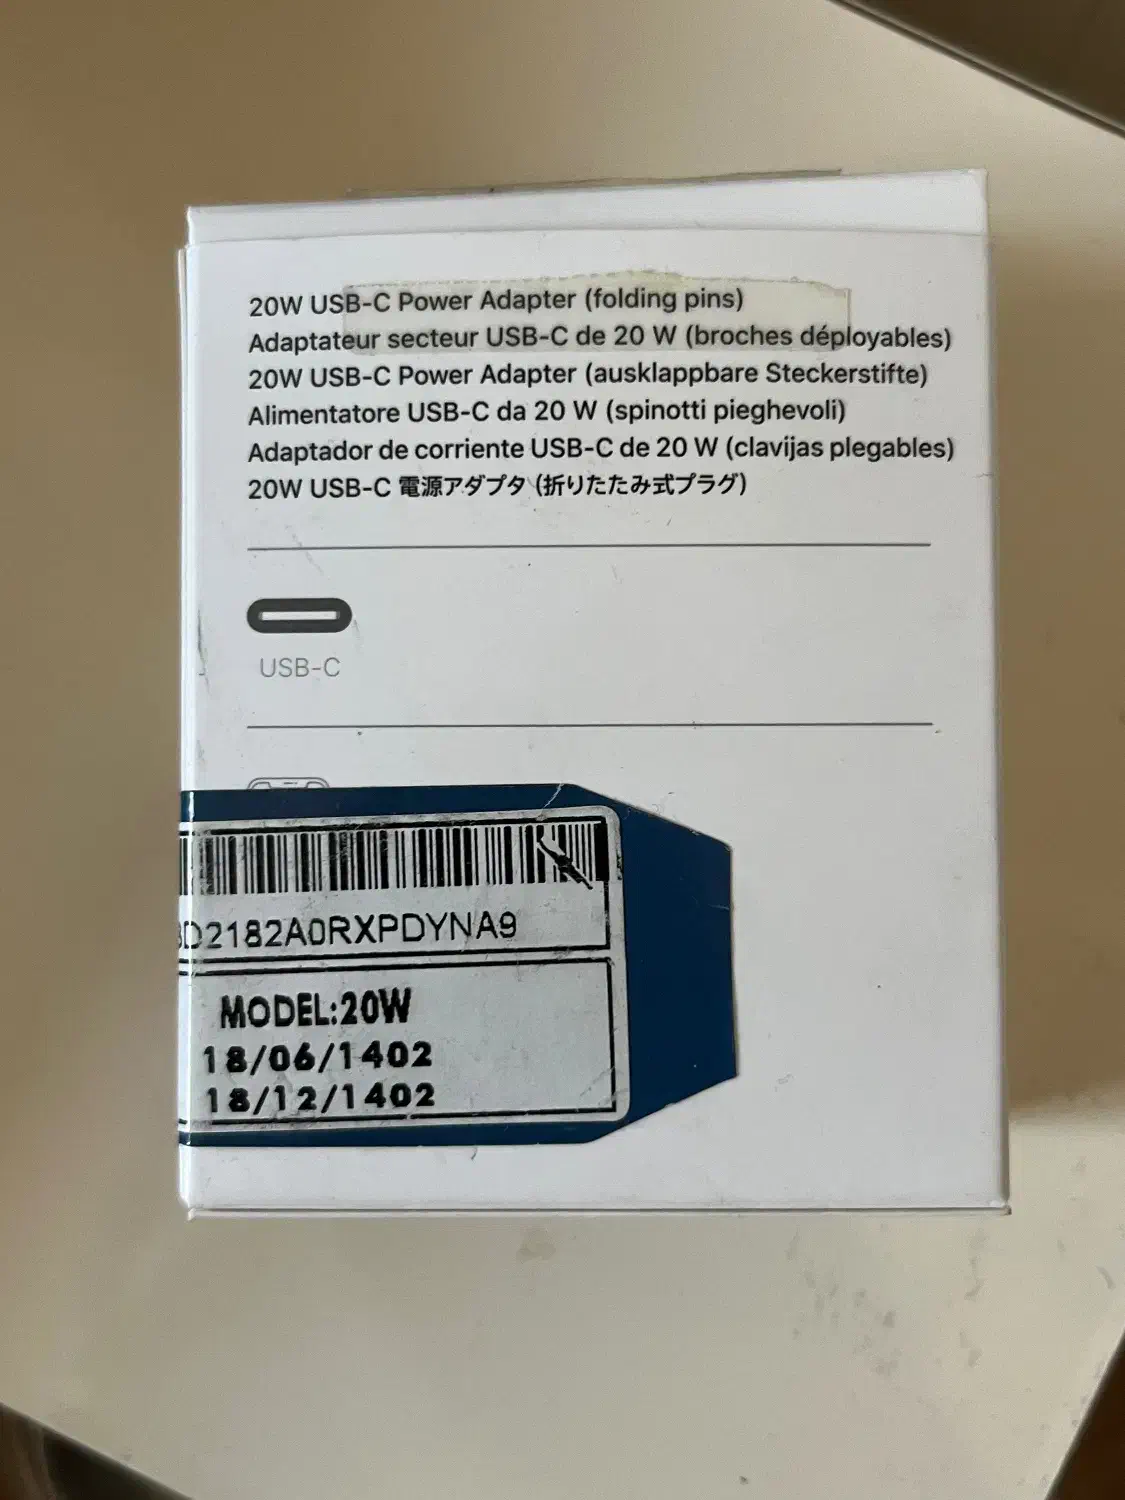 20W USB-C Power Adapter (folding pins)
Adaptateur secteur USB-C de 20 W (broches déployables)
20W USB-C Power Adapter (ausklappbare Steckerstifte)
Alimentatore USB-C da 20 W (spinotti pieghevoli)
Adaptador de corriente USB-C de 20 W (clavijas plegables)
20W USB-C 電源アダプタ (折りたたみ式プラグ)
USB-C
D2182A0RXPDYNA9
MODEL:20W
18/06/1402
18/12/1402